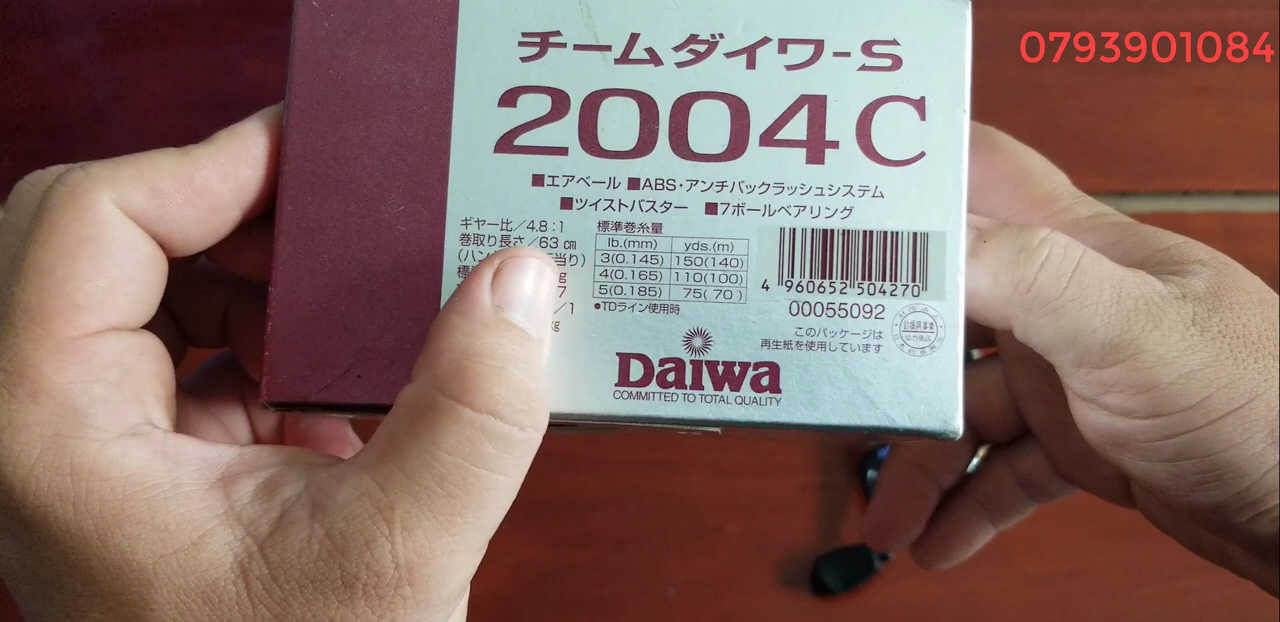 0793901084
チームダイワ-S
2004C
■エアベール ■ABS・アンチバックラッシュシステム
■ツイストバスター ■7ボールベアリング
ギヤー比／4.8:1
巻取り長さ／63cm
標準巻糸量
lb.(mm) yds.(m)
3(0.145) 150(140)
4(0.165) 110(100)
5(0.185) 75( 70 )
●TDライン使用時
4 960652 504270
00055092
このパッケージは
再生紙を使用しています
Daiwa
COMMITTED TO TOTAL QUALITY